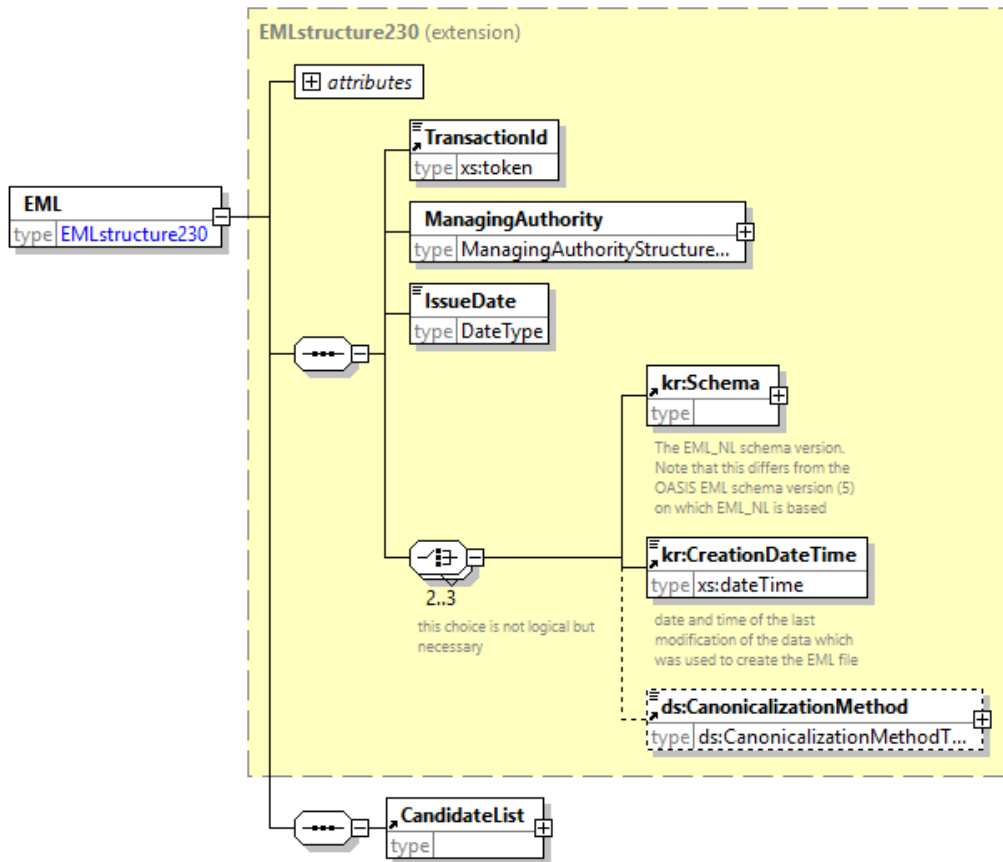 EMLstructure230 (extension)
attributes
TransactionId
type xs:token
EML
type EMLstructure230
ManagingAuthority
type ManagingAuthorityStructure...
IssueDate
type DateType
kr:Schema
type
The EML_NL schema version.
Note that this differs from the
OASIS EML schema version (5)
on which EML_NL is based
kr:CreationDateTime
type xs:dateTime
2..3
this choice is not logical but
necessary
date and time of the last
modification of the data which
was used to create the EML file
ds:CanonicalizationMethod
type ds:CanonicalizationMethodT...
CandidateList
type